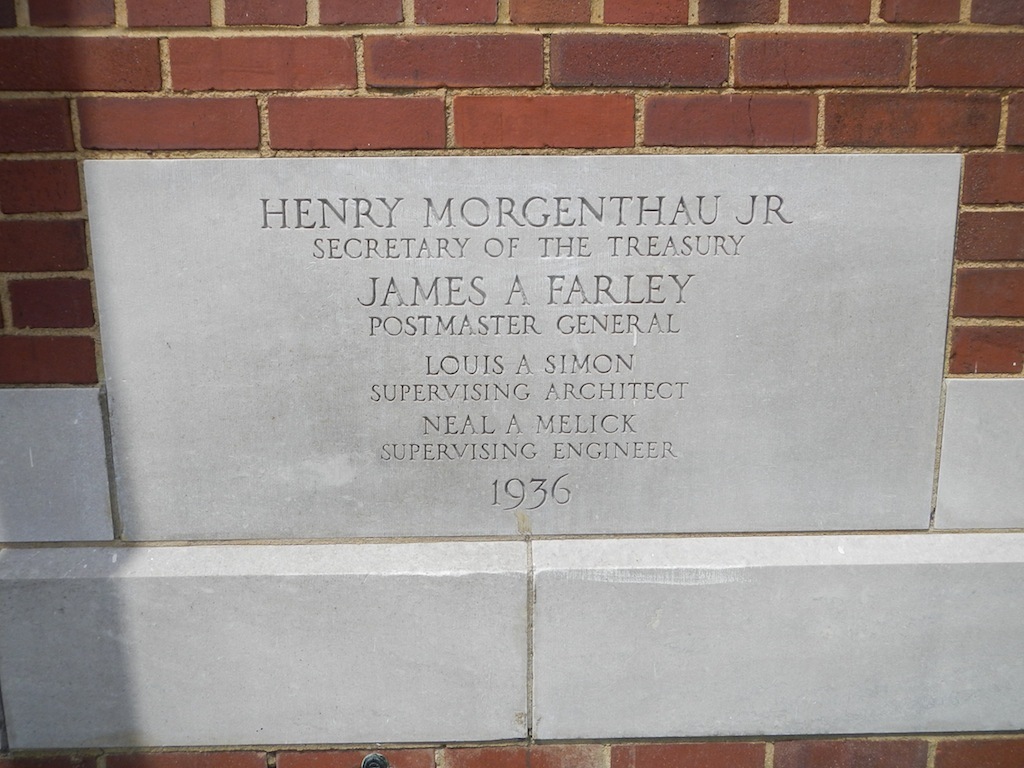 HENRY MORGENTHAU JR
SECRETARY OF THE TREASURY
JAMES A FARLEY
POSTMASTER GENERAL
LOUIS A SIMON
SUPERVISING ARCHITECT
NEAL A MELICK
SUPERVISING ENGINEER
1936